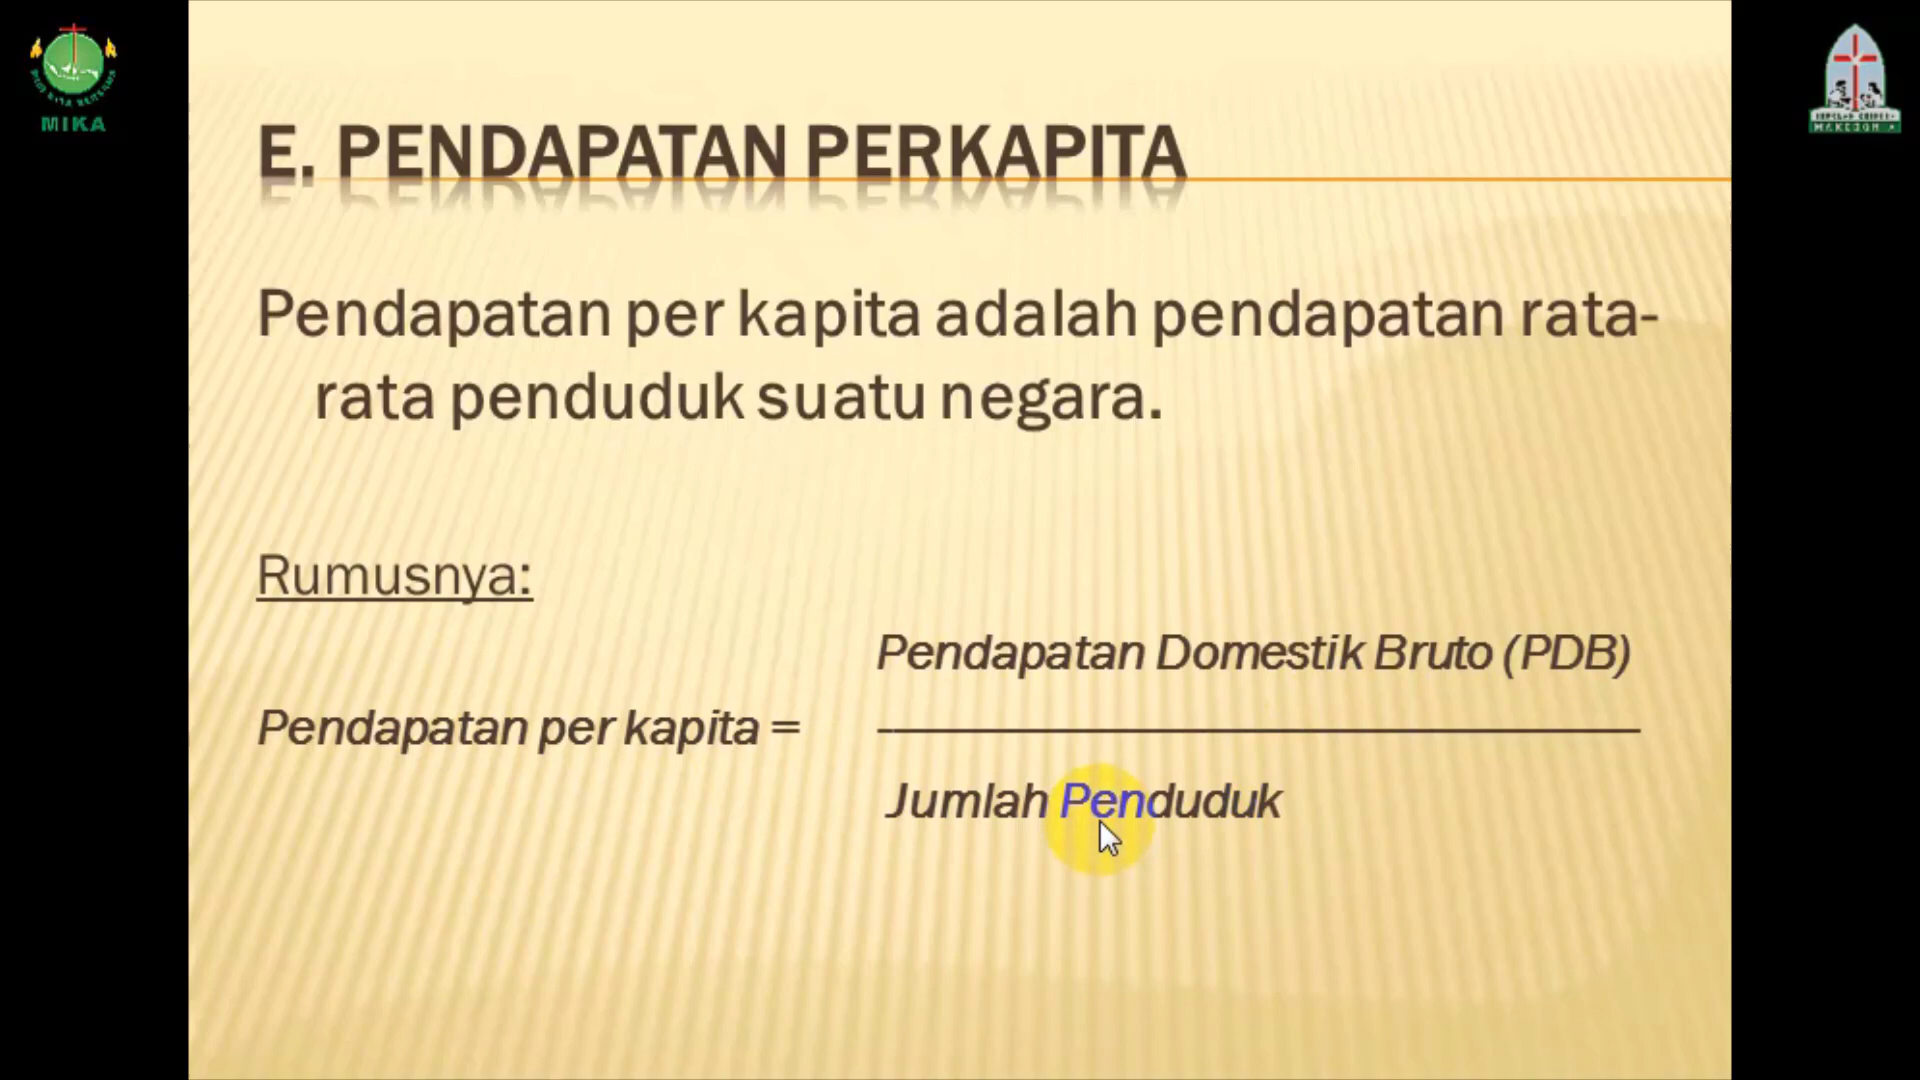 MIKA
E. PENDAPATAN PERKAPITA
Pendapatan per kapita adalah pendapatan rata-
rata penduduk suatu negara.
Rumusnya:
Pendapatan Domestik Bruto (PDB)
Pendapatan per kapita =
Jumlah Penduduk